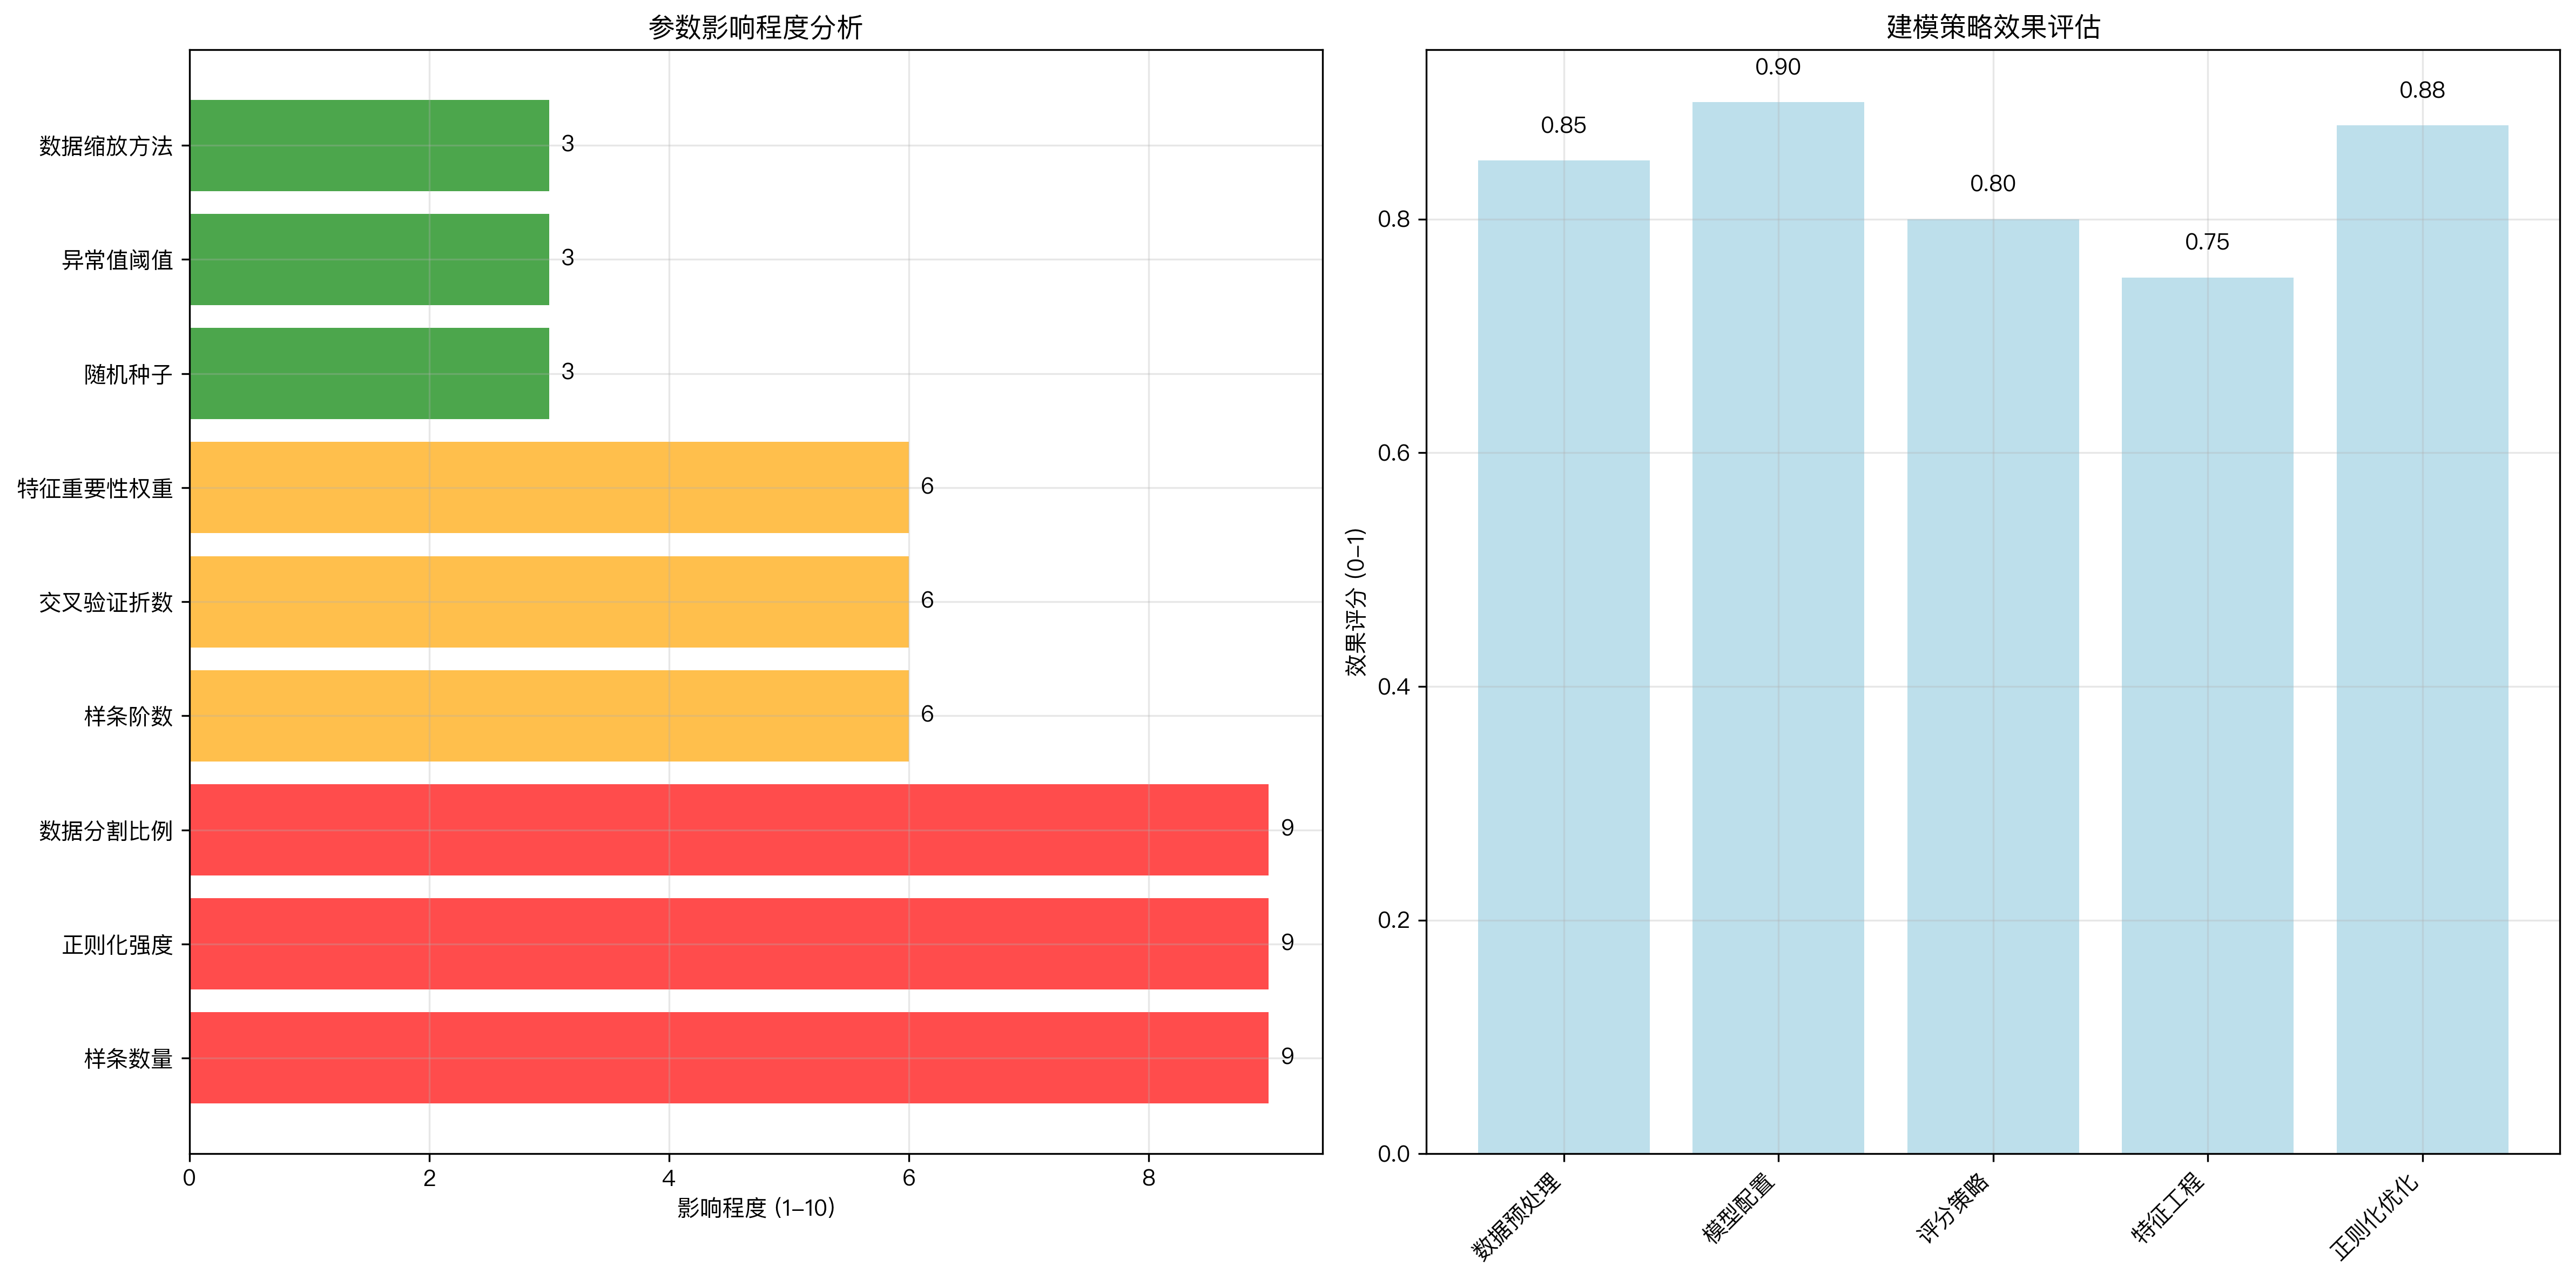 参数影响程度分析
数据缩放方法
3
异常值阈值
3
随机种子
3
特征重要性权重
6
交叉验证折数
6
样条阶数
6
数据分割比例
9
正则化强度
9
样条数量
9
0
2
4
6
8
影响程度 (1–10)
建模策略效果评估
效果评分 (0–1)
0.8
0.6
0.4
0.2
0.0
0.85
0.90
0.80
0.75
0.88
数据预处理
模型配置
评分策略
特征工程
正则化优化